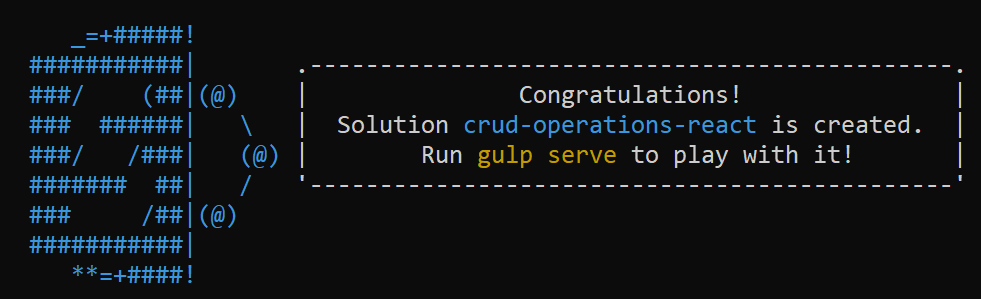 _=+#####!
###########|       .----------------------------------------------.
###/    (##|(@)    |               Congratulations!               |
###  ######|   \   |  Solution crud-operations-react is created.  |
###/   /###|   (@) |        Run gulp serve to play with it!       |
#######  ##|   /   '----------------------------------------------'
###     /##|(@)
###########|
   **=+####!